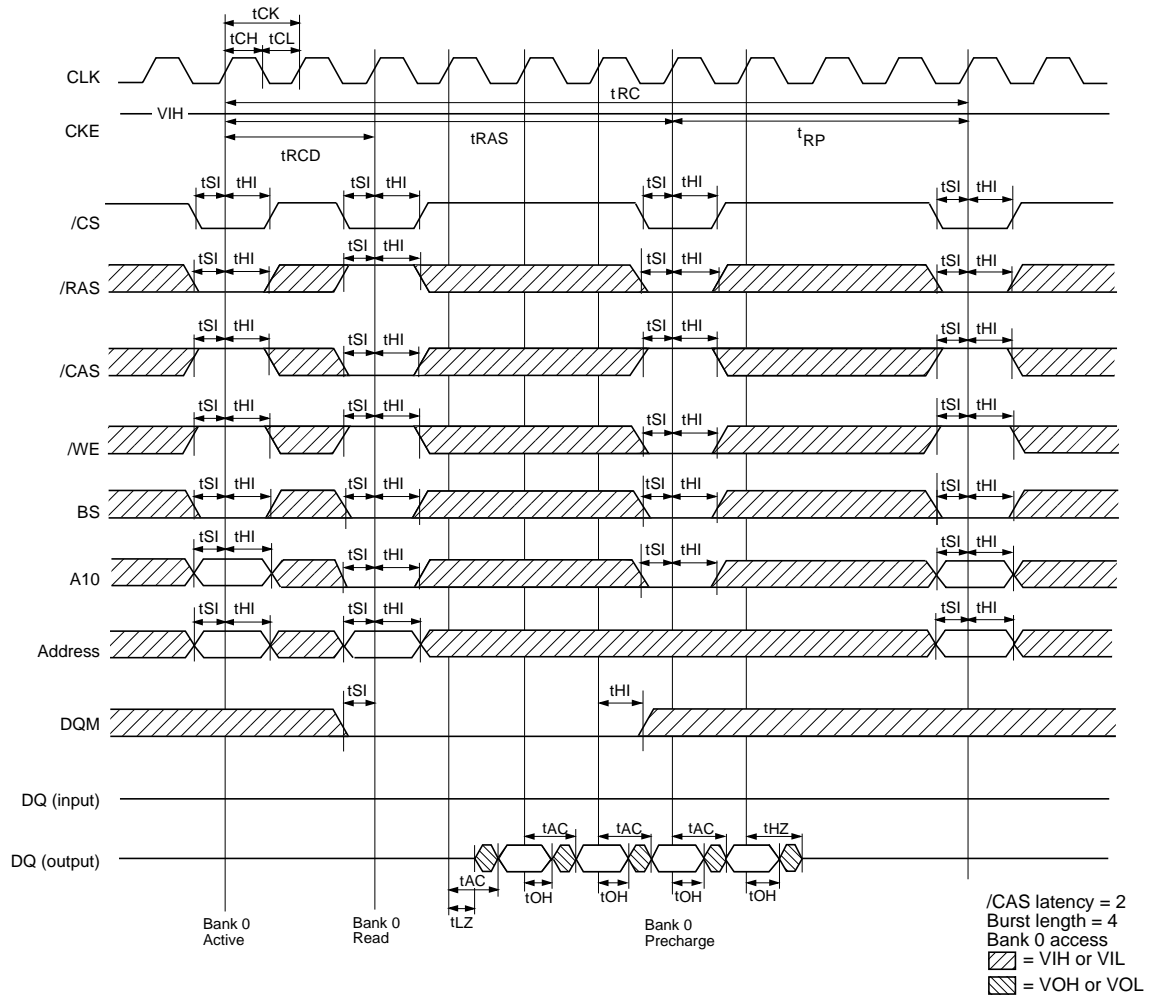 tCK
tCH tCL
CLK
tRC
VIH
CKE
tRCD
tRAS
tRP
tSI tHI tSI tHI tSI tHI tSI tHI
/CS
tSI tHI tSI tHI tSI tHI tSI tHI
/RAS
tSI tHI tSI tHI tSI tHI tSI tHI
/CAS
tSI tHI tSI tHI tSI tHI tSI tHI
/WE
tSI tHI tSI tHI tSI tHI tSI tHI
BS
tSI tHI tSI tHI tSI tHI tSI tHI
A10
tSI tHI tSI tHI tSI tHI
Address
tSI tHI
DQM
DQ (input)
tAC tAC tAC tHZ
DQ (output)
tAC
tOH tOH tOH tOH
tLZ
Bank 0
Active
Bank 0
Read
Bank 0
Precharge
/CAS latency = 2
Burst length = 4
Bank 0 access
= VIH or VIL
= VOH or VOL